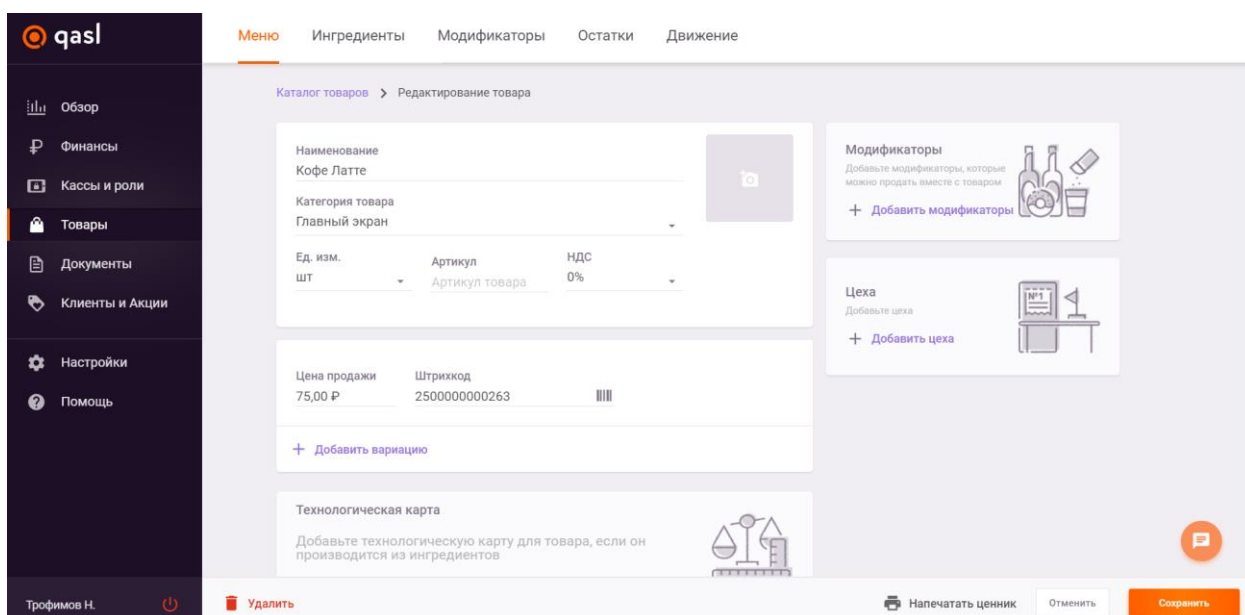 qasl
Меню Ингредиенты Модификаторы Остатки Движение
Обзор
Финансы
Кассы и роли
Товары
Документы
Клиенты и Акции
Настройки
Помощь
Трофимов Н.
Каталог товаров > Редактирование товара
Наименование
Кофе Латте
Категория товара
Главный экран
Ед. изм. Артикул НДС
шт Артикул товара 0%
Цена продажи Штрихкод
75,00 ₽ 2500000000263
+ Добавить вариацию
Технологическая карта
Добавьте технологическую карту для товара, если он
производится из ингредиентов
Модификаторы
Добавьте модификаторы, которые
можно продать вместе с товаром
+ Добавить модификаторы
Цеха
Добавьте цеха
+ Добавить цеха
№1
Удалить
Напечатать ценник Отменить Сохранить